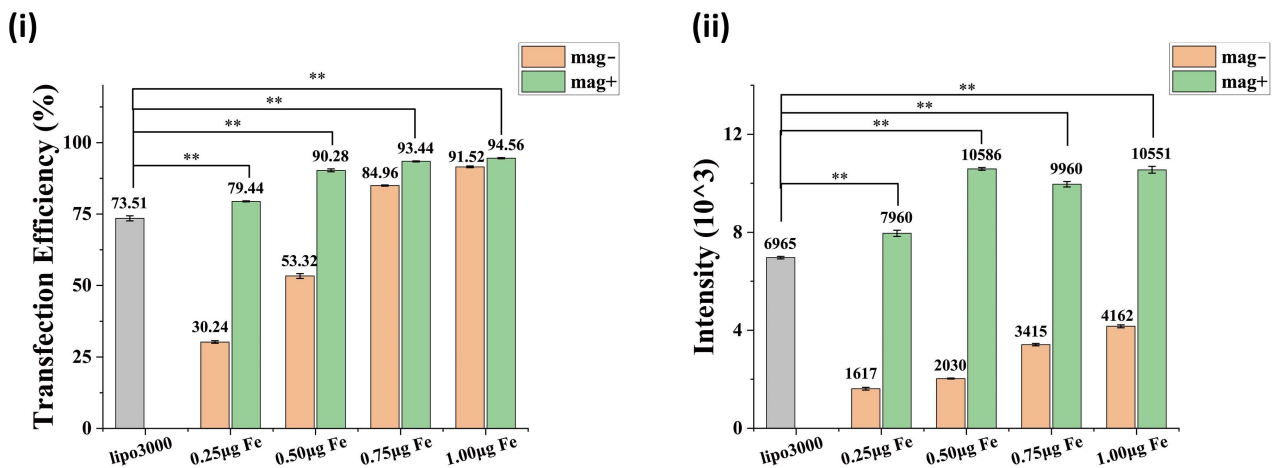 (i)
mag-
mag+
Transfection Efficiency (%)
100
75
50
25
0
**
**
**
**
73.51
30.24
79.44
53.32
90.28
84.96
93.44
91.52
94.56
lipo3000
0.25μg Fe
0.50μg Fe
0.75μg Fe
1.00μg Fe
(ii)
mag-
mag+
Intensity (10^3)
12
8
4
0
**
**
**
**
6965
1617
7960
2030
10586
3415
9960
4162
10551
lipo3000
0.25μg Fe
0.50μg Fe
0.75μg Fe
1.00μg Fe